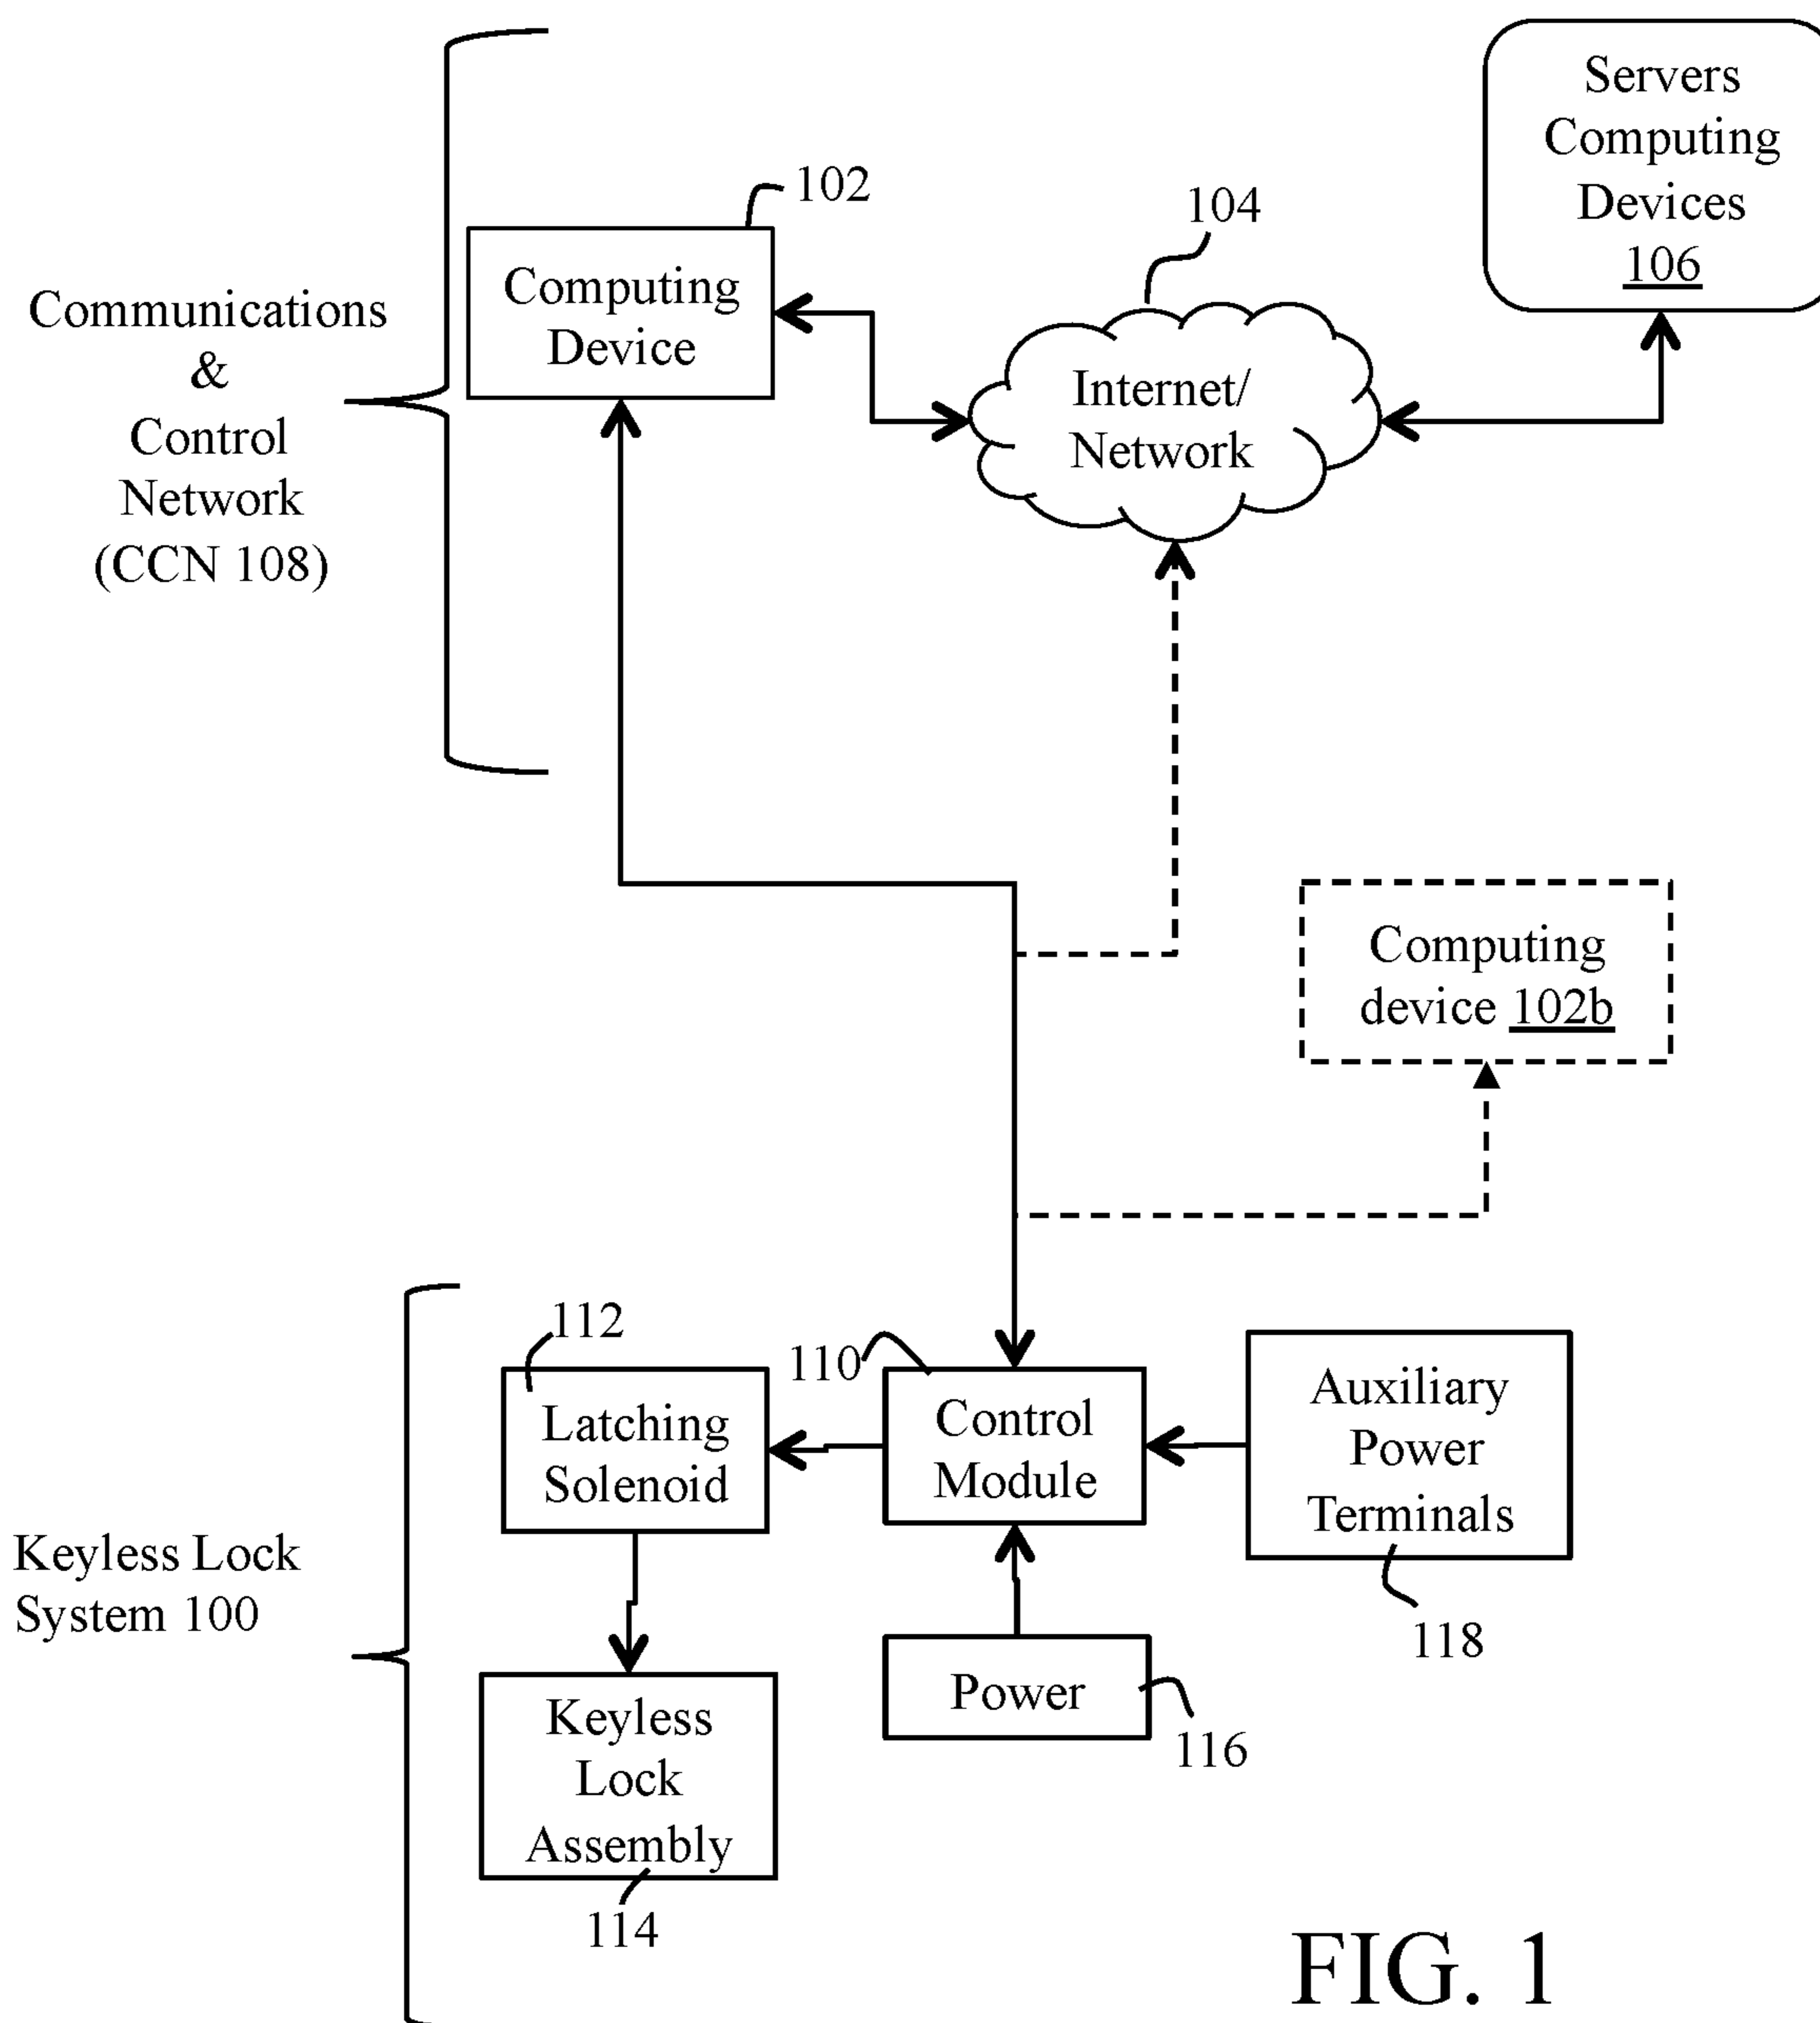 Servers
Computing
Devices
106
102
104
Computing
Device
Communications
&
Control
Network
(CCN 108)
Internet/
Network
Computing
device 102b
112
110
Latching
Solenoid
Control
Module
Auxiliary
Power
Terminals
Keyless Lock
System 100
118
Power
116
Keyless
Lock
Assembly
114
FIG. 1